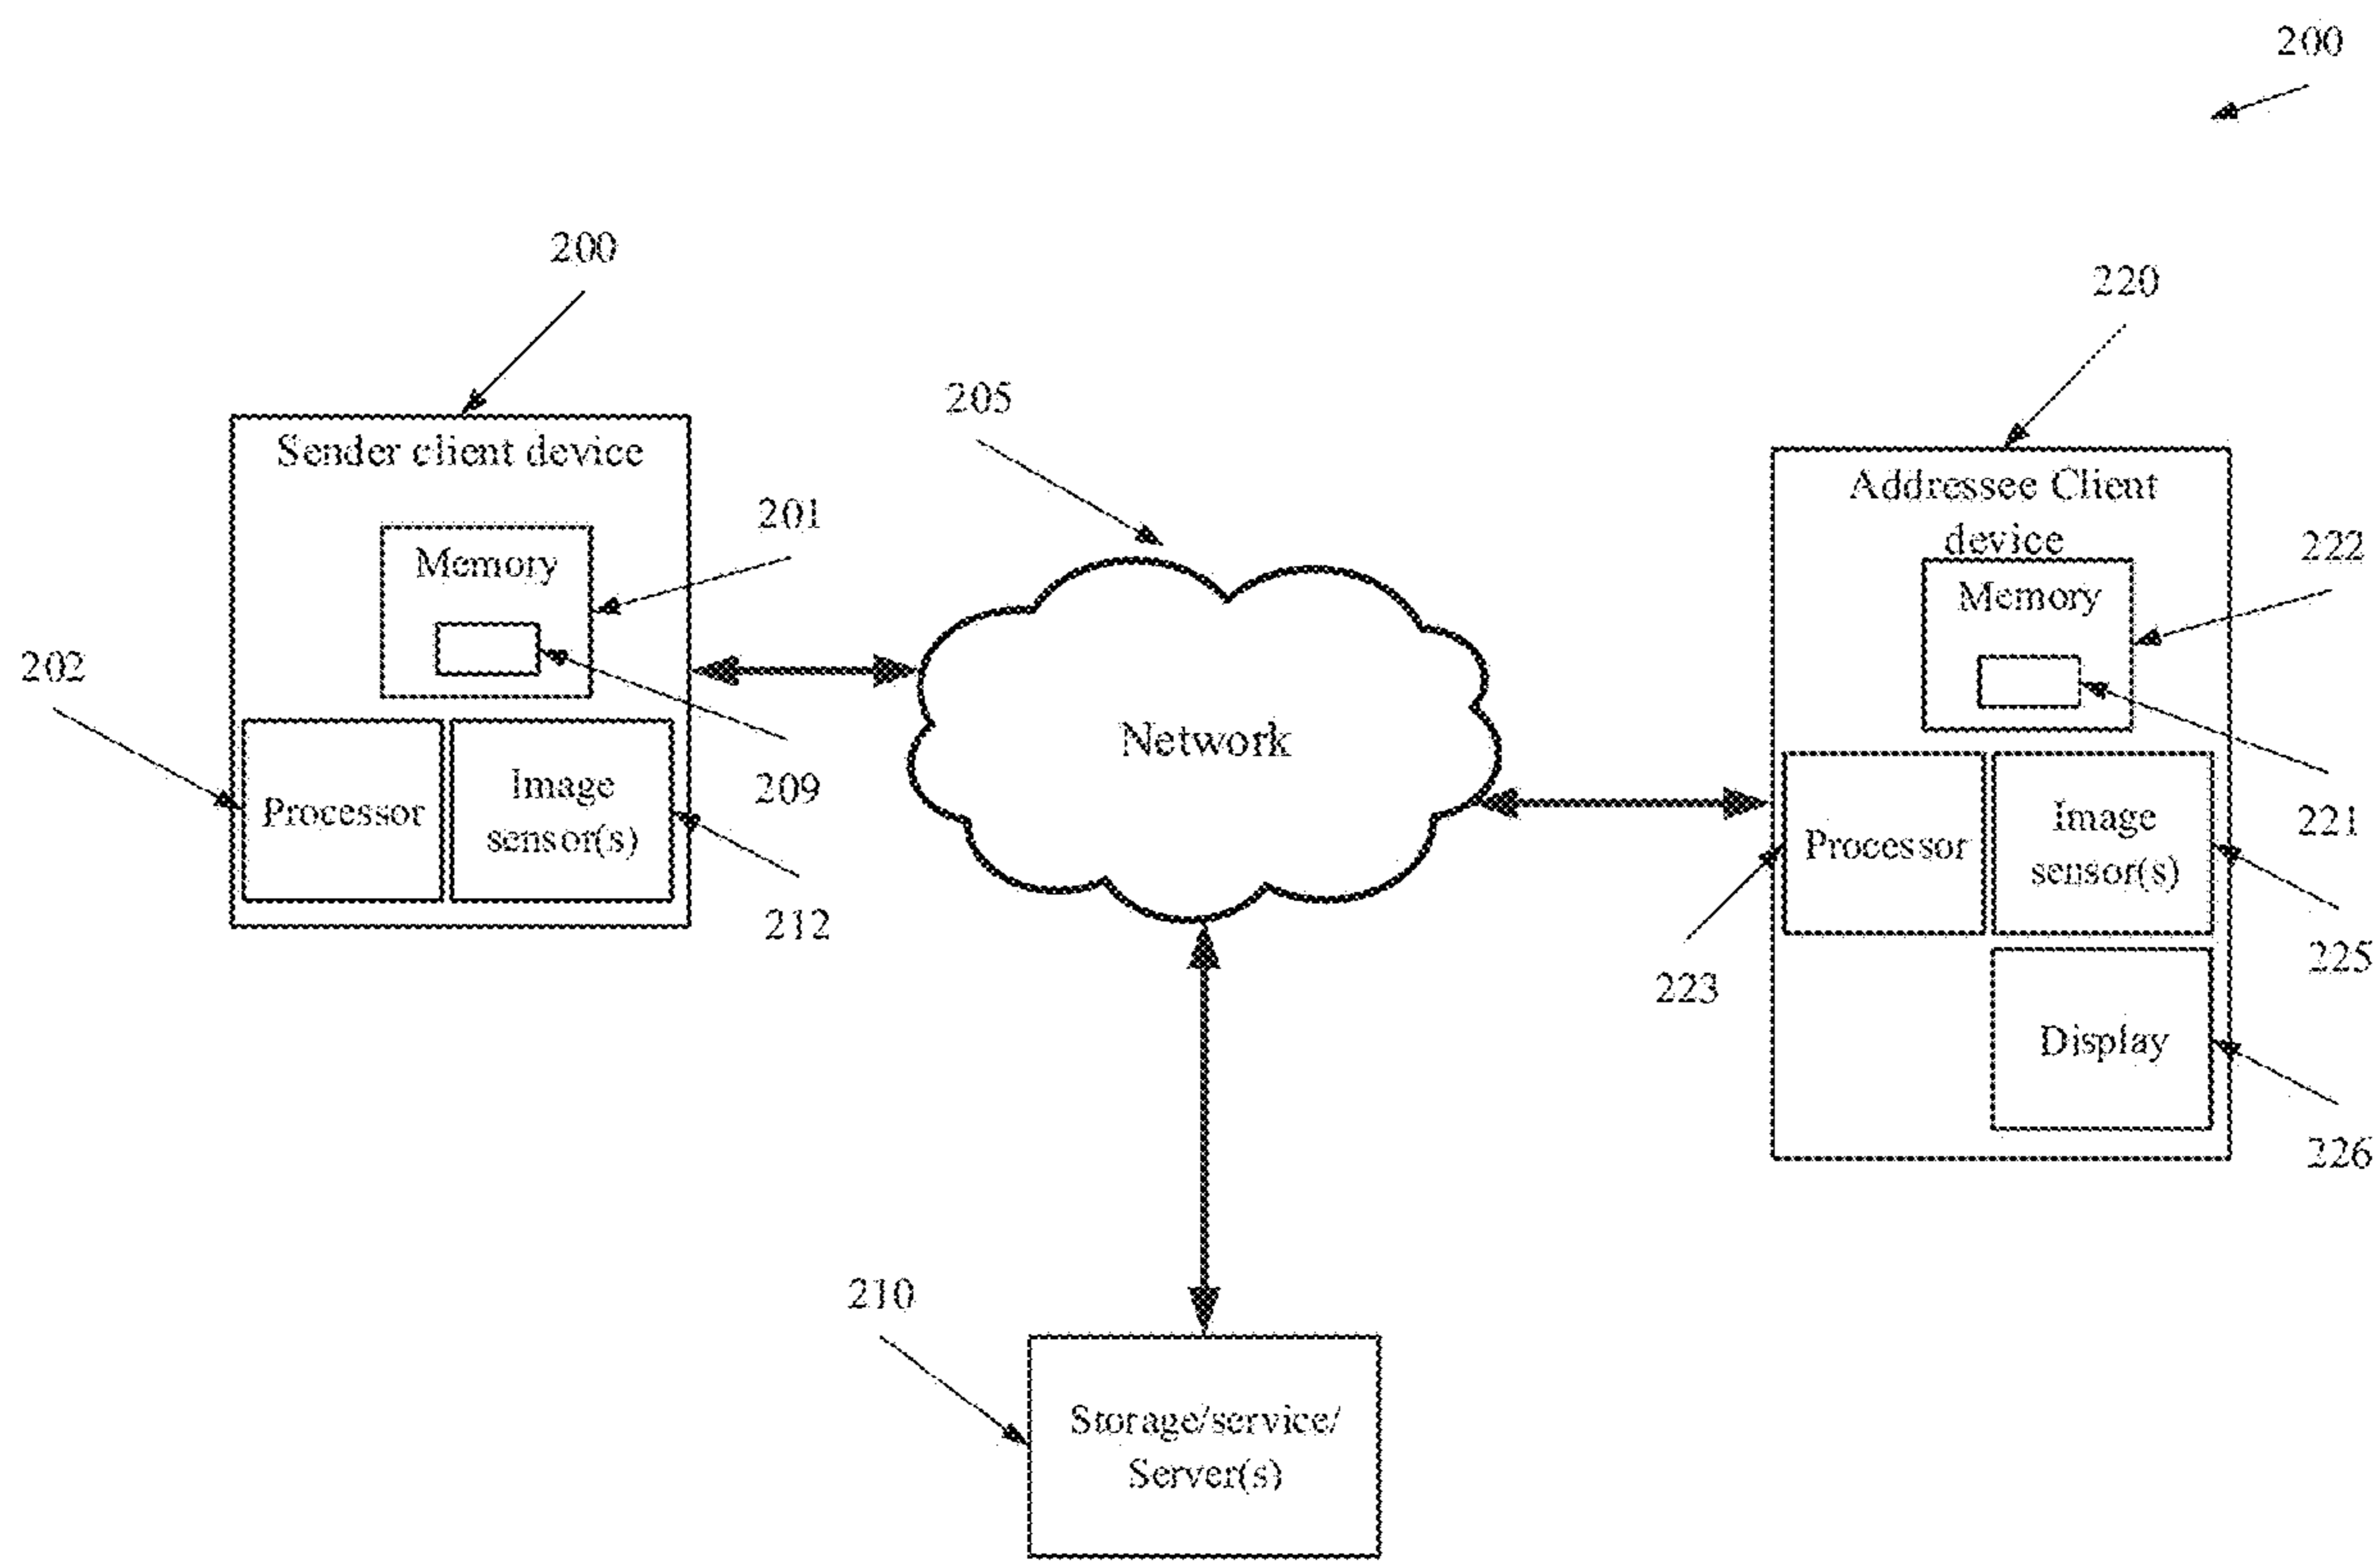 200
200
220
205
Sender client device
Addressee Client
device
201
222
Memory
Memory
202
209
221
Network
Processor
Image
sensor(s)
Processor
Image
sensor(s)
212
225
223
Display
226
210
Storage/service/
Server(s)